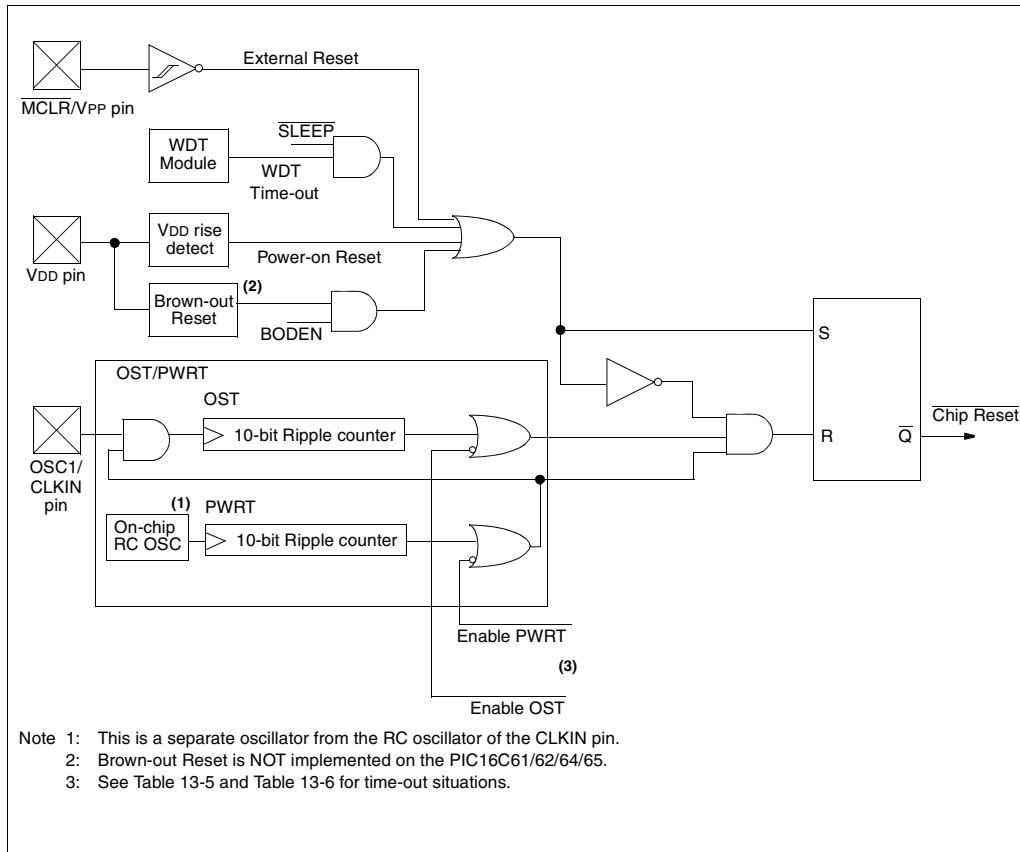 External Reset
MCLR/VPP pin
SLEEP
WDT
Module
WDT
Time-out
VDD rise
detect
Power-on Reset
VDD pin
Brown-out
Reset
(2)
BODEN
S
OST/PWRT
OST
10-bit Ripple counter
R
Q
Chip Reset
OSC1/
CLKIN
pin
(1)
PWRT
On-chip
RC OSC
10-bit Ripple counter
Enable PWRT
(3)
Enable OST
Note 1: This is a separate oscillator from the RC oscillator of the CLKIN pin.
2: Brown-out Reset is NOT implemented on the PIC16C61/62/64/65.
3: See Table 13-5 and Table 13-6 for time-out situations.